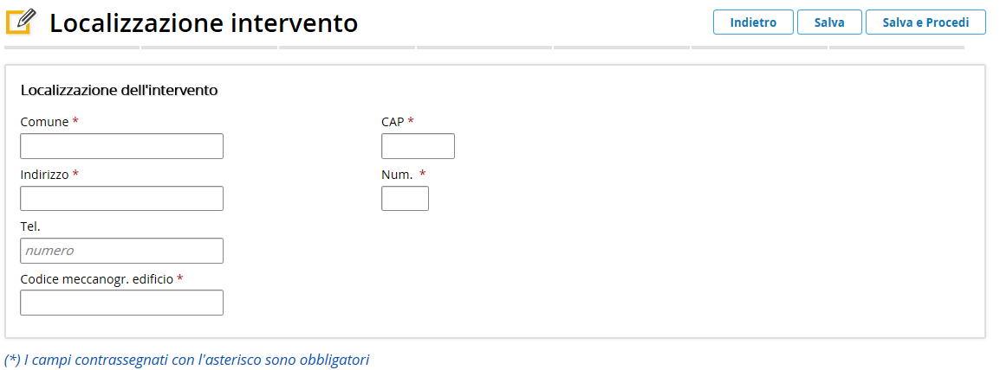 Localizzazione intervento
Indietro
Salva
Salva e Procedi
Localizzazione dell'intervento
Comune *
CAP *
Indirizzo *
Num. *
Tel.
numero
Codice meccanogr. edificio *
(*) I campi contrassegnati con l'asterisco sono obbligatori